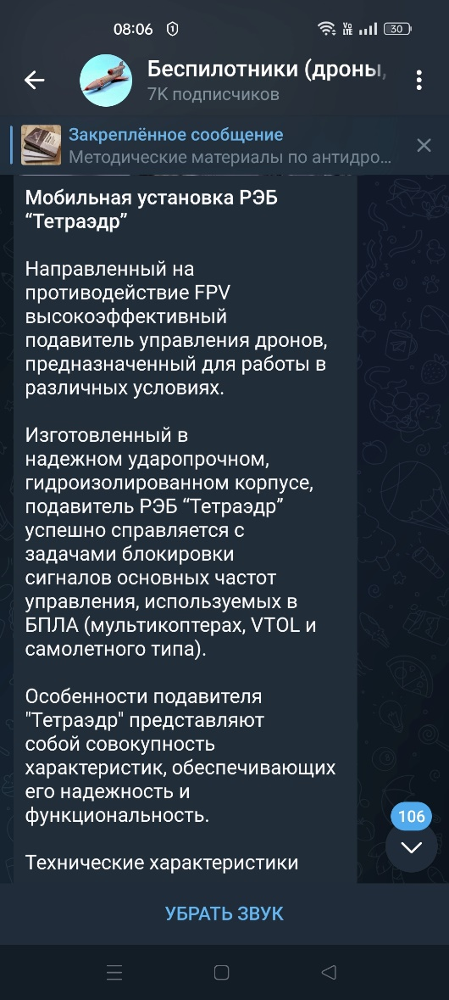 08:06
Vo
LTE
30
Беспилотники (дроны,
7K подписчиков
Закреплённое сообщение
Методические материалы по антидро...
Мобильная установка РЭБ
“Тетраэдр”
Направленный на
противодействие FPV
высокоэффективный
подавитель управления дронов,
предназначенный для работы в
различных условиях.
Изготовленный в
надежном ударопрочном,
гидроизолированном корпусе,
подавитель РЭБ “Тетраэдр”
успешно справляется с
задачами блокировки
сигналов основных частот
управления, используемых в
БПЛА (мультикоптерах, VTOL и
самолетного типа).
Особенности подавителя
"Тетраэдр" представляют
собой совокупность
характеристик, обеспечивающих
его надежность и
функциональность.
106
Технические характеристики
УБРАТЬ ЗВУК